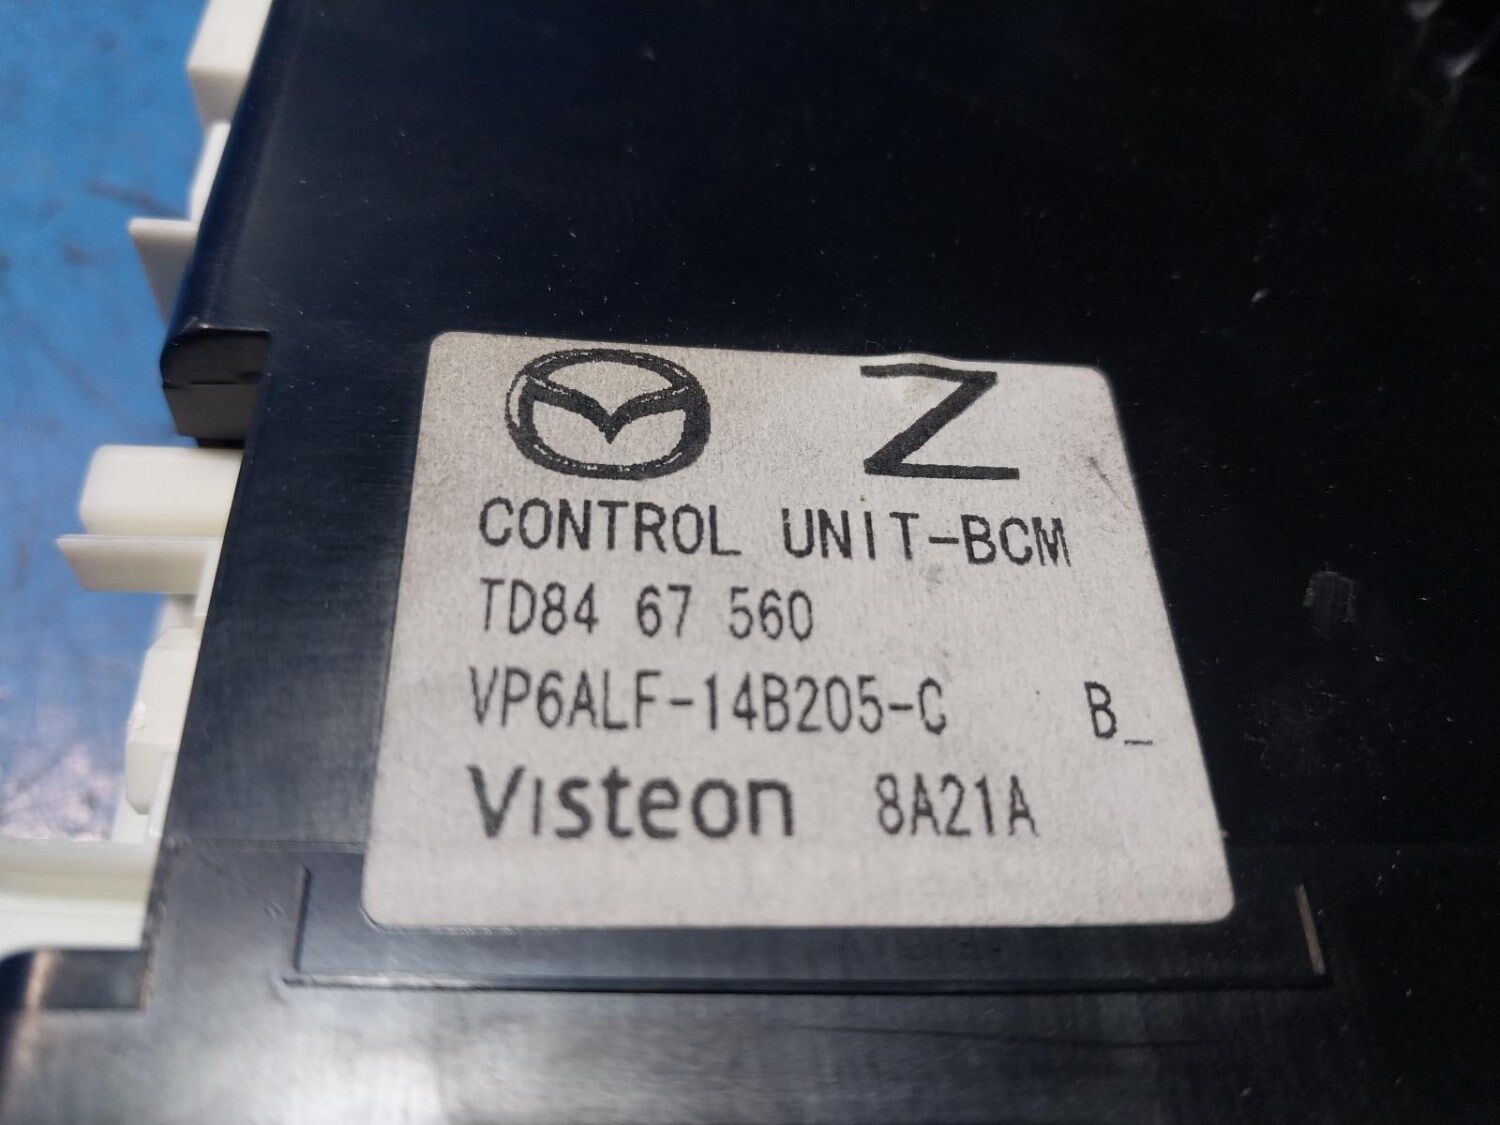 Z
CONTROL UNIT-BCM
TD84 67 560
VP6ALF-14B205-C B_
Visteon 8A21A